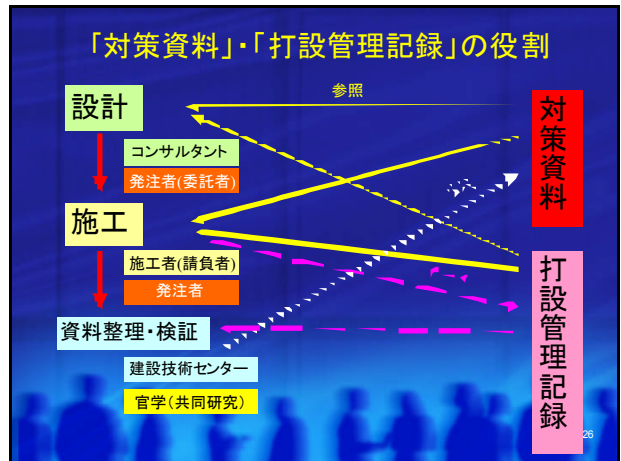 「対策資料」・「打設管理記録」の役割
参照
設計
コンサルタント
発注者(委託者)
施工
施工者(請負者)
発注者
資料整理・検証
建設技術センター
官学(共同研究)
対策資料
打設管理記録
26